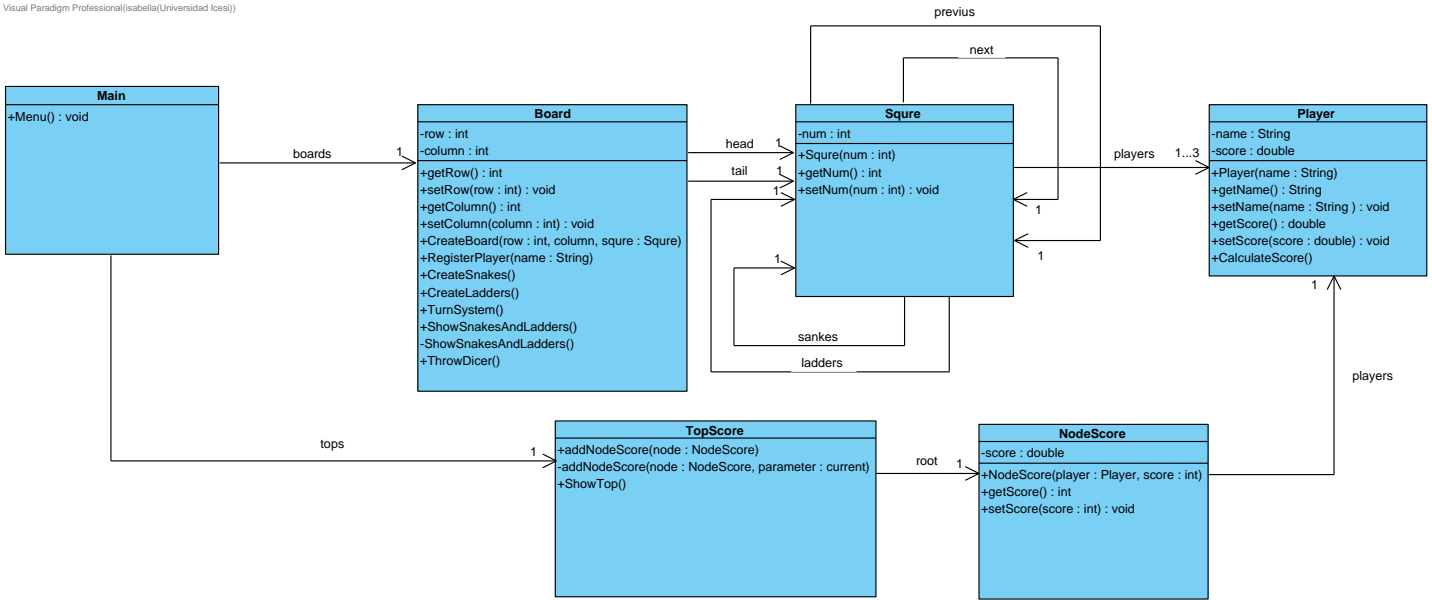 Visual Paradigm Professional(isabella(Universidad Icesi))
previus
next
Main
+Menu() : void
boards
1
Board
-row : int
-column : int
+getRow() : int
+setRow(row : int) : void
+getColumn() : int
+setColumn(column : int) : void
+CreateBoard(row : int, column, squre : Squre)
+RegisterPlayer(name : String)
+CreateSnakes()
+CreateLadders()
+TurnSystem()
+ShowSnakesAndLadders()
-ShowSnakesAndLadders()
+ThrowDicer()
head
1
tail
1
1
1
Squre
-num : int
+Squre(num : int)
+getNum() : int
+setNum(num : int) : void
1
1
sankes
ladders
players
1...3
Player
-name : String
-score : double
+Player(name : String)
+getName() : String
+setName(name : String ) : void
+getScore() : double
+setScore(score : double) : void
+CalculateScore()
1
players
tops
1
TopScore
+addNodeScore(node : NodeScore)
-addNodeScore(node : NodeScore, parameter : current)
+ShowTop()
root
1
NodeScore
-score : double
+NodeScore(player : Player, score : int)
+getScore() : int
+setScore(score : int) : void